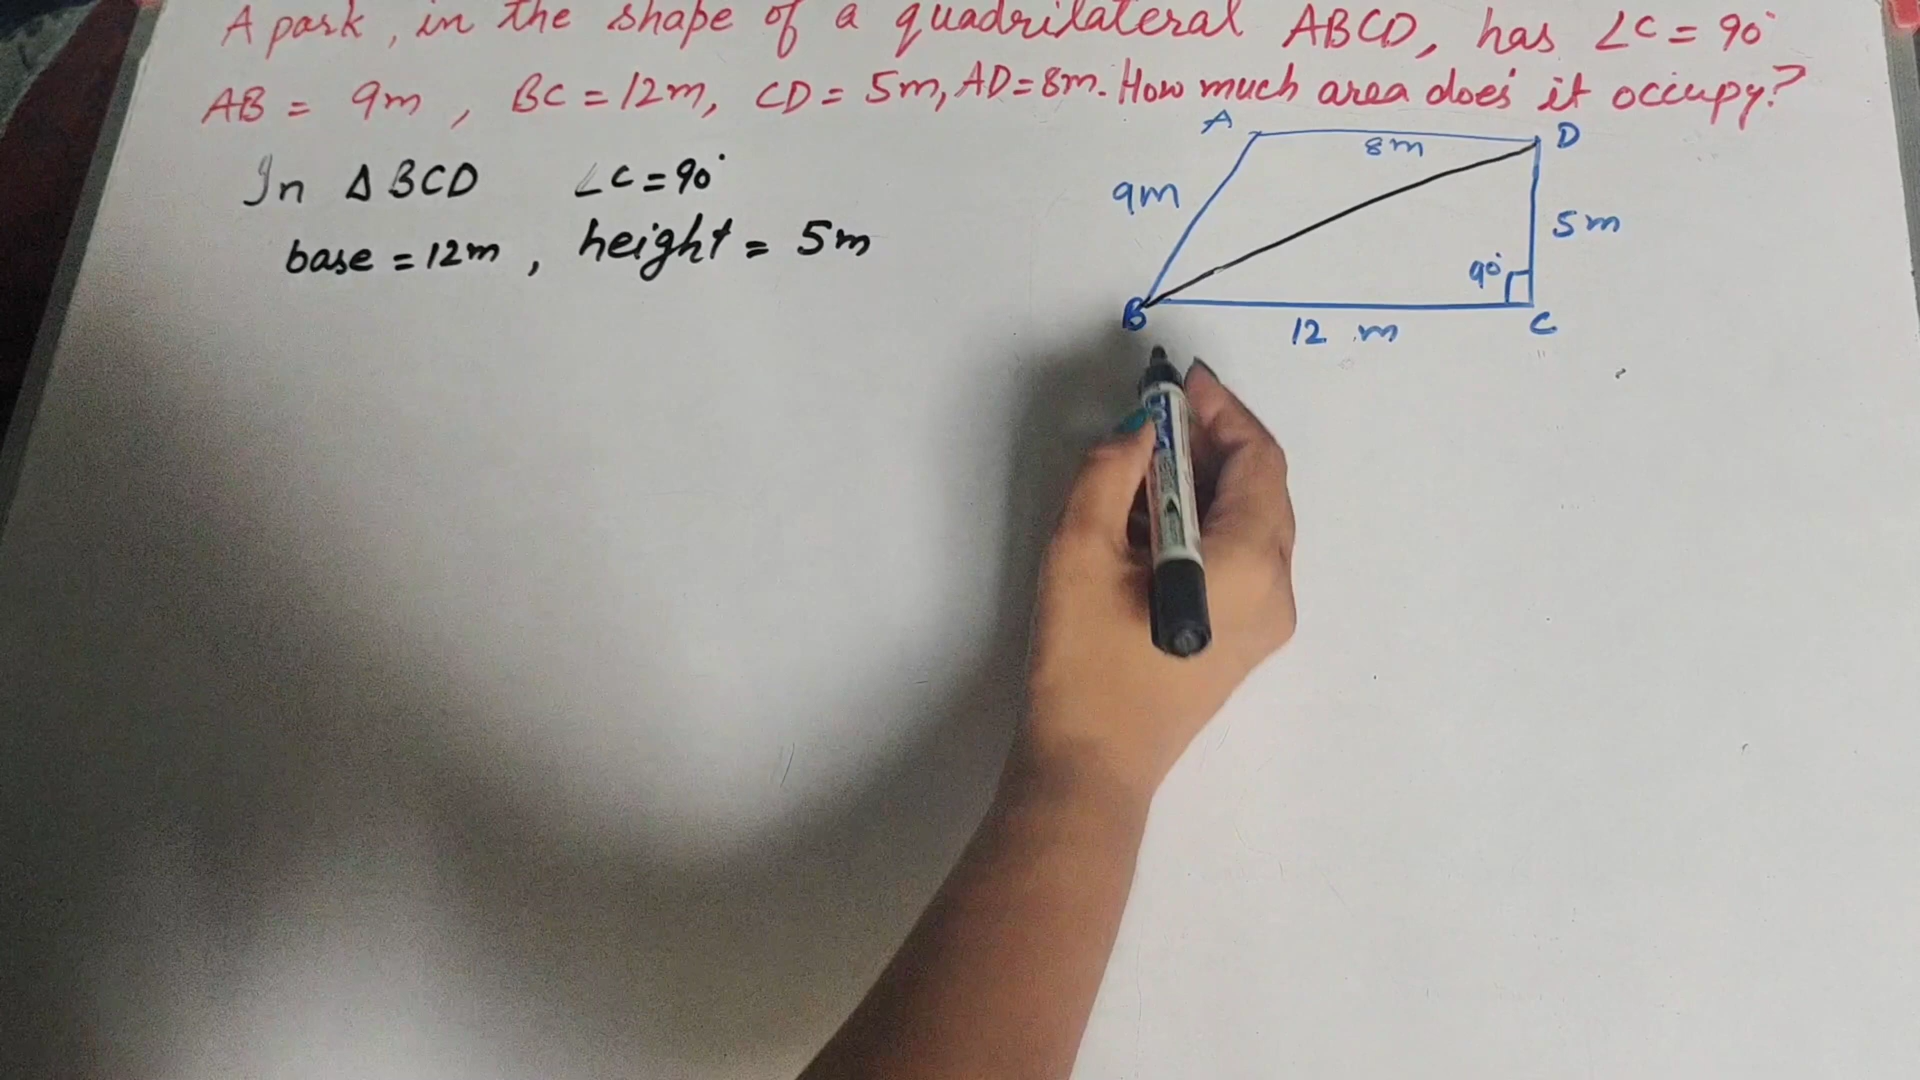 A park, in the shape of a quadrilateral ABCD, has ∠C = 90°
AB = 9m, BC = 12m, CD = 5m, AD = 8m. How much area does it occupy?
In △BCD ∠C = 90°
base = 12m, height = 5m
A
D
8m
9m
5m
90°
B
12 m
C